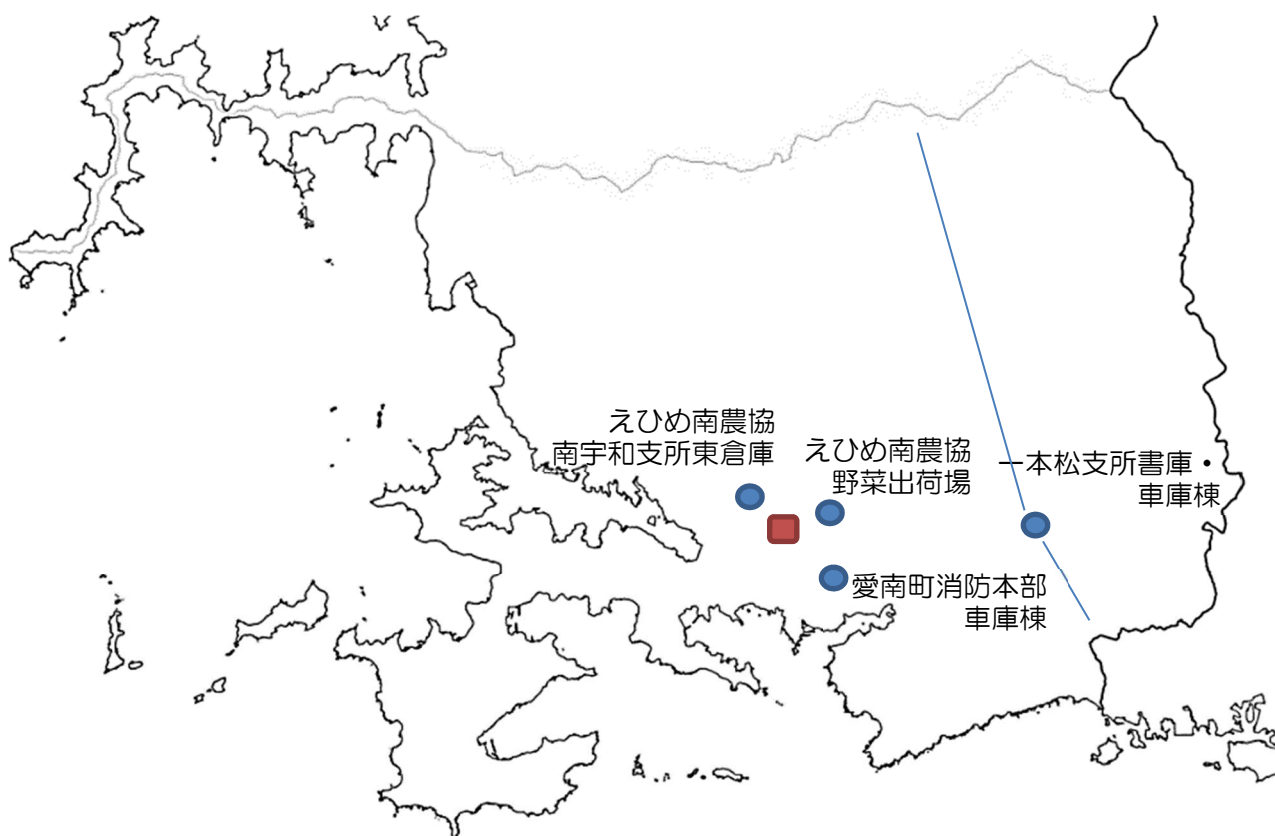 えひめ南農協
南宇和支所東倉庫
えひめ南農協
野菜出荷場
一本松支所書庫・
車庫棟
愛南町消防本部
車庫棟